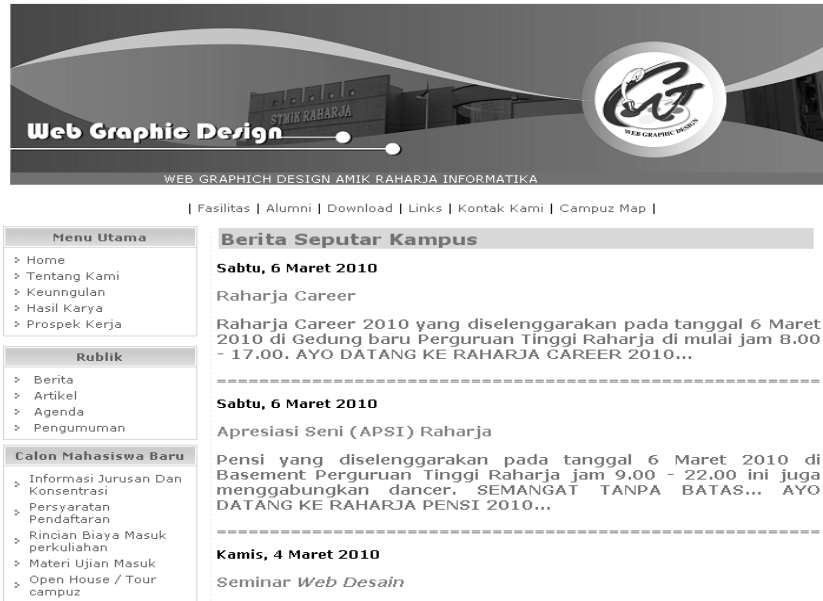 STMIK RAHARJA
Web Graphic Design
WEB GRAPHIC DESIGN
WEB GRAPHICH DESIGN AMIK RAHARJA INFORMATIKA
| Fasilitas | Alumni | Download | Links | Kontak Kami | Campuz Map |
Menu Utama
> Home
> Tentang Kami
> Keunngulan
> Hasil Karya
> Prospek Kerja
Rublik
> Berita
> Artikel
> Agenda
> Pengumuman
Calon Mahasiswa Baru
> Informasi Jurusan Dan
Konsentrasi
> Persyaratan
Pendaftaran
> Rincian Biaya Masuk
perkuliahan
> Materi Ujian Masuk
> Open House / Tour
campuz
Berita Seputar Kampus
Sabtu, 6 Maret 2010
Raharja Career
Raharja Career 2010 yang diselenggarakan pada tanggal 6 Maret
2010 di Gedung baru Perguruan Tinggi Raharja di mulai jam 8.00
- 17.00. AYO DATANG KE RAHARJA CAREER 2010...
==========================================================
Sabtu, 6 Maret 2010
Apresiasi Seni (APSI) Raharja
Pensi yang diselenggarakan pada tanggal 6 Maret 2010 di
Basement Perguruan Tinggi Raharja jam 9.00 - 22.00 ini juga
menggabungkan dancer. SEMANGAT TANPA BATAS... AYO
DATANG KE RAHARJA PENSI 2010...
==========================================================
Kamis, 4 Maret 2010
Seminar Web Desain